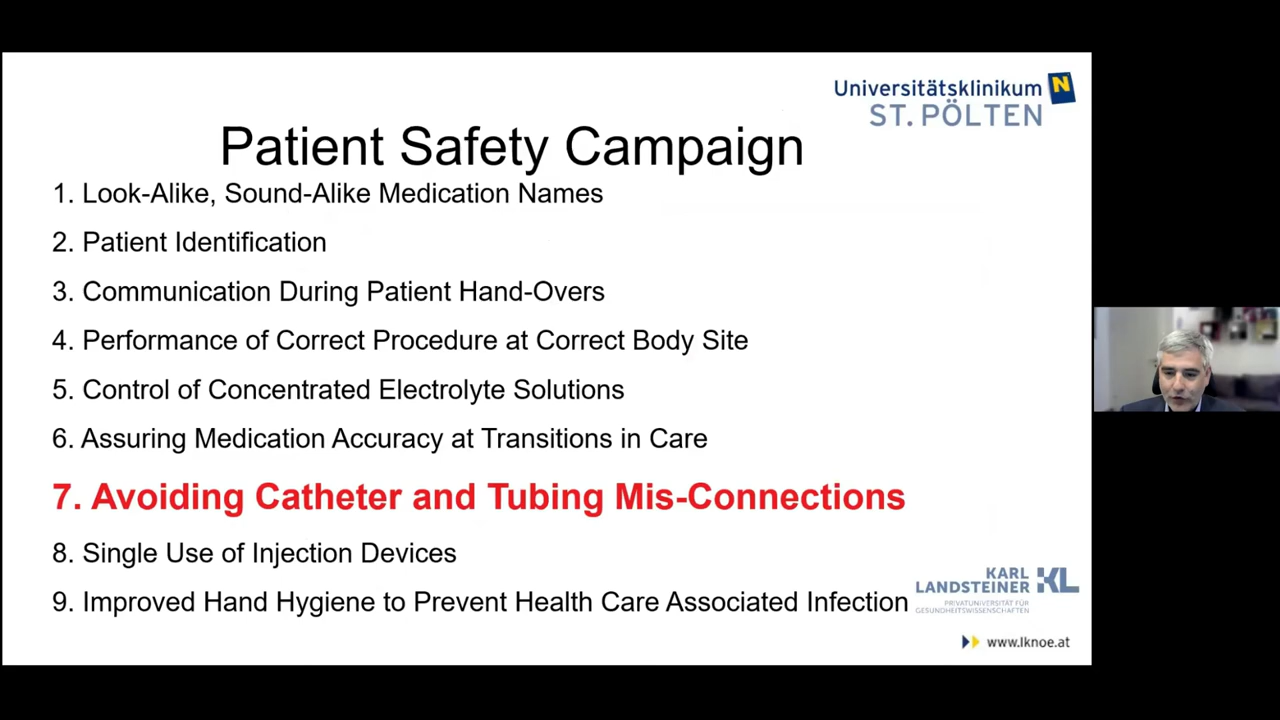 Universitätsklinikum N
ST. PÖLTEN
Patient Safety Campaign
1. Look-Alike, Sound-Alike Medication Names
2. Patient Identification
3. Communication During Patient Hand-Overs
4. Performance of Correct Procedure at Correct Body Site
5. Control of Concentrated Electrolyte Solutions
6. Assuring Medication Accuracy at Transitions in Care
7. Avoiding Catheter and Tubing Mis-Connections
8. Single Use of Injection Devices
9. Improved Hand Hygiene to Prevent Health Care Associated Infection
KARL
LANDSTEINER KL
PRIVATUNIVERSITÄT FÜR
GESUNDHEITSWISSENSCHAFTEN
www.lknoe.at